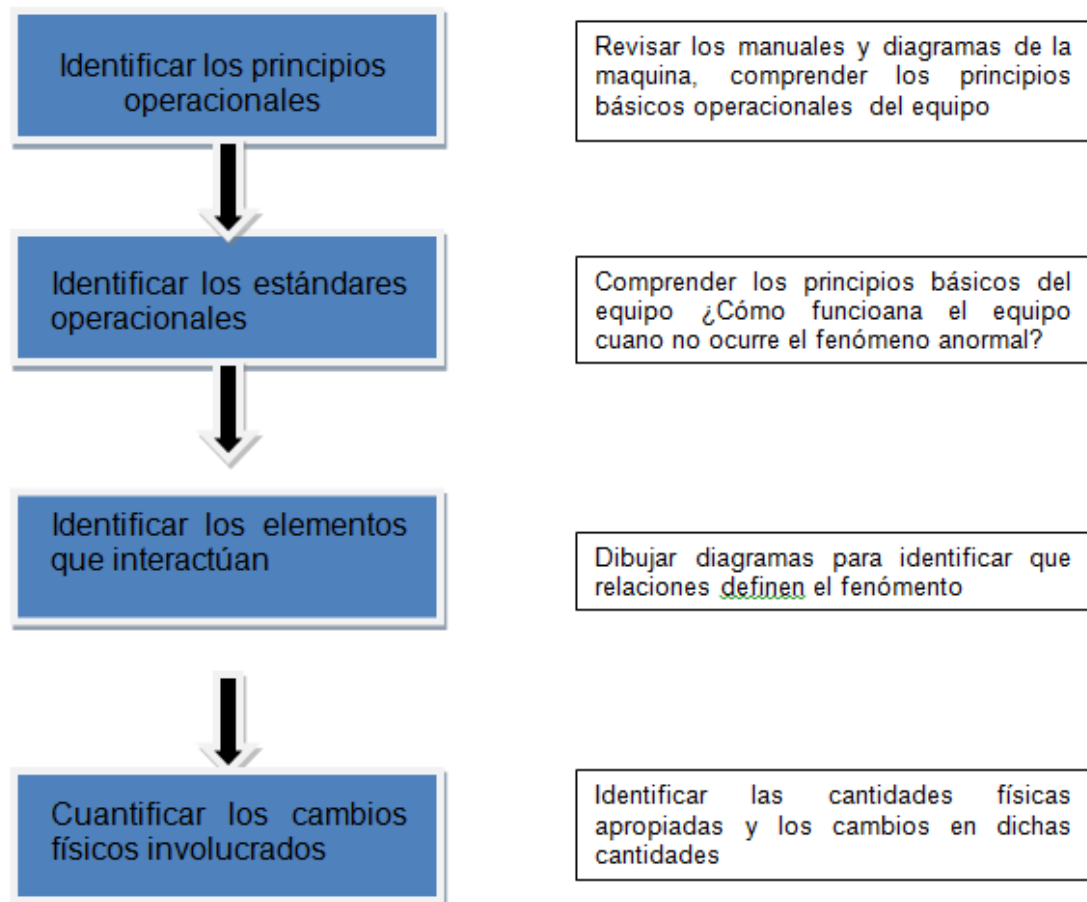 Identificar los principios
operacionales
Revisar los manuales y diagramas de la
maquina, comprender los principios
básicos operacionales del equipo
Identificar los estándares
operacionales
Comprender los principios básicos del
equipo ¿Cómo funcioana el equipo
cuano no ocurre el fenómeno anormal?
Identificar los elementos
que interactúan
Dibujar diagramas para identificar que
relaciones definen el fenómento
Cuantificar los cambios
físicos involucrados
Identificar las cantidades físicas
apropiadas y los cambios en dichas
cantidades